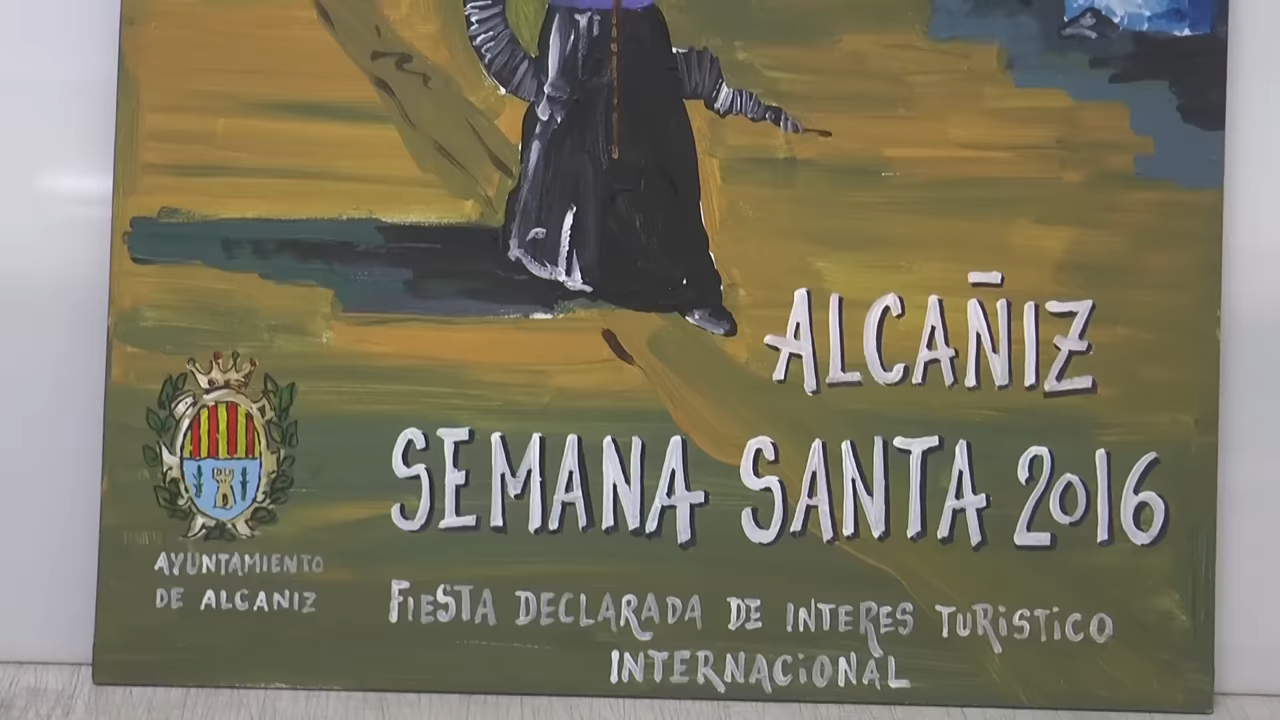 ALCAÑIZ
SEMANA SANTA 2016
AYUNTAMIENTO
DE ALCANIZ
FIESTA DECLARADA DE INTERES TURISTICO
INTERNACIONAL